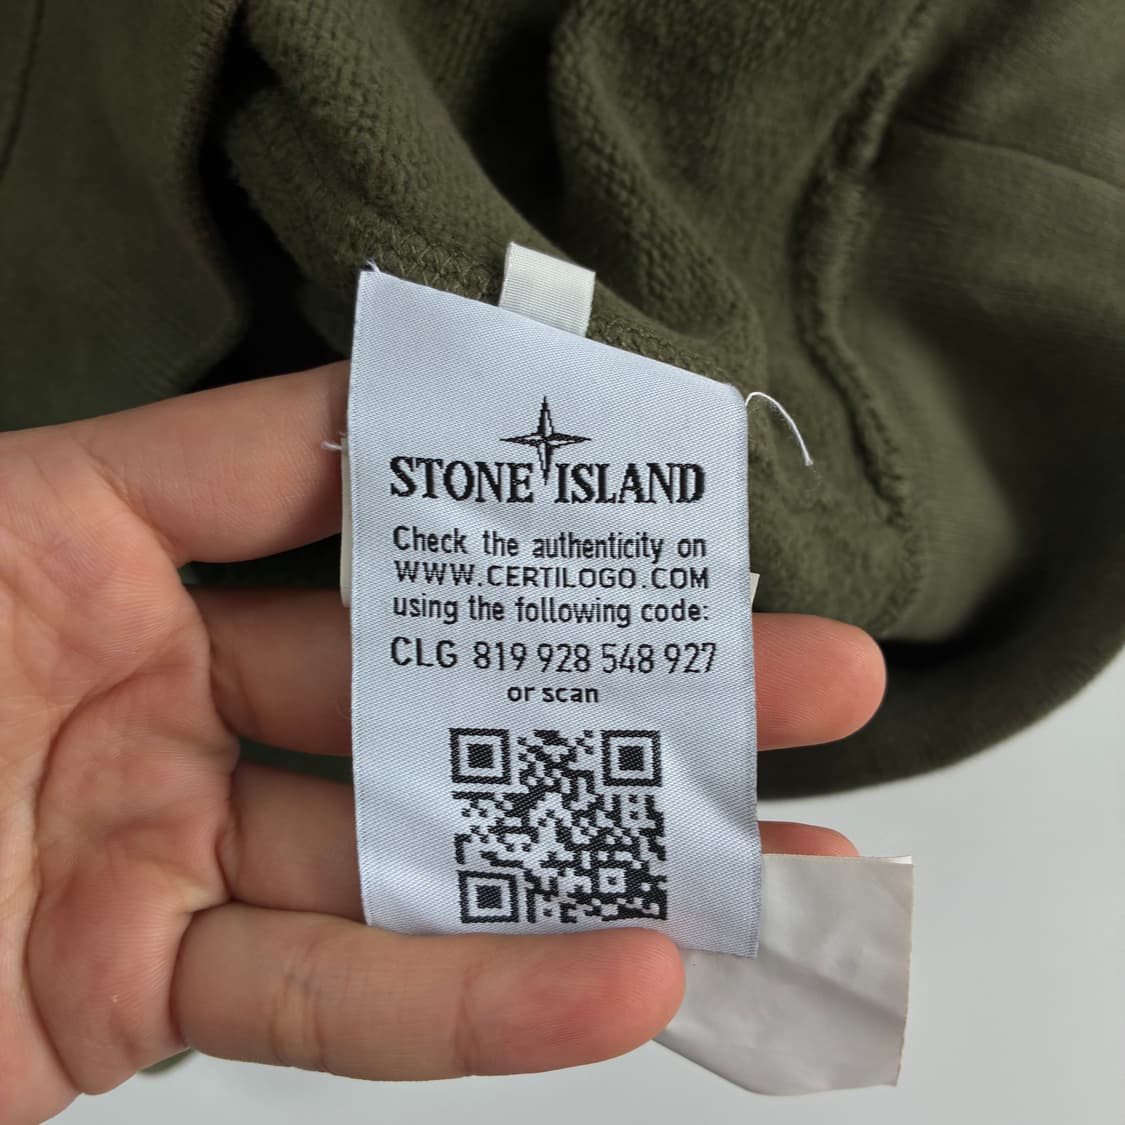 STONE ISLAND
Check the authenticity on
WWW.CERTILOGO.COM
using the following code:
CLG 819 928 548 927
or scan